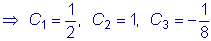 ⇒ C₁ = 1/2, C₂ = 1, C₃ = −1/8